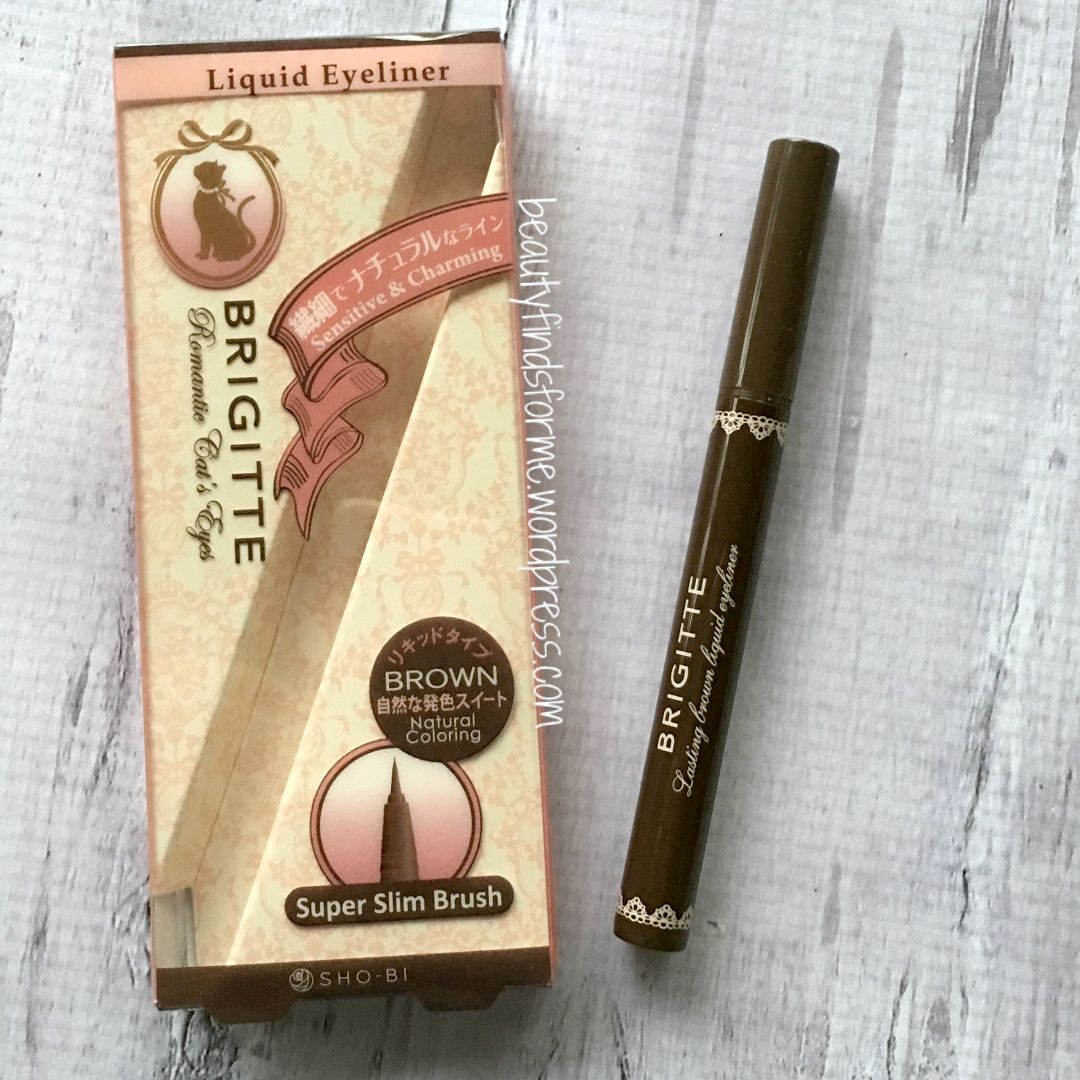 Liquid Eyeliner
BRIGITTE
Romantic Cat's Eyes
繊細でナチュラルなライン
Sensitive & Charming
リキッドタイプ
BROWN
自然な発色スイート
Natural
Coloring
Super Slim Brush
SHO-BI
beautyfindsforme.wordpress.com
BRIGITTE
Lasting brown liquid eyeliner